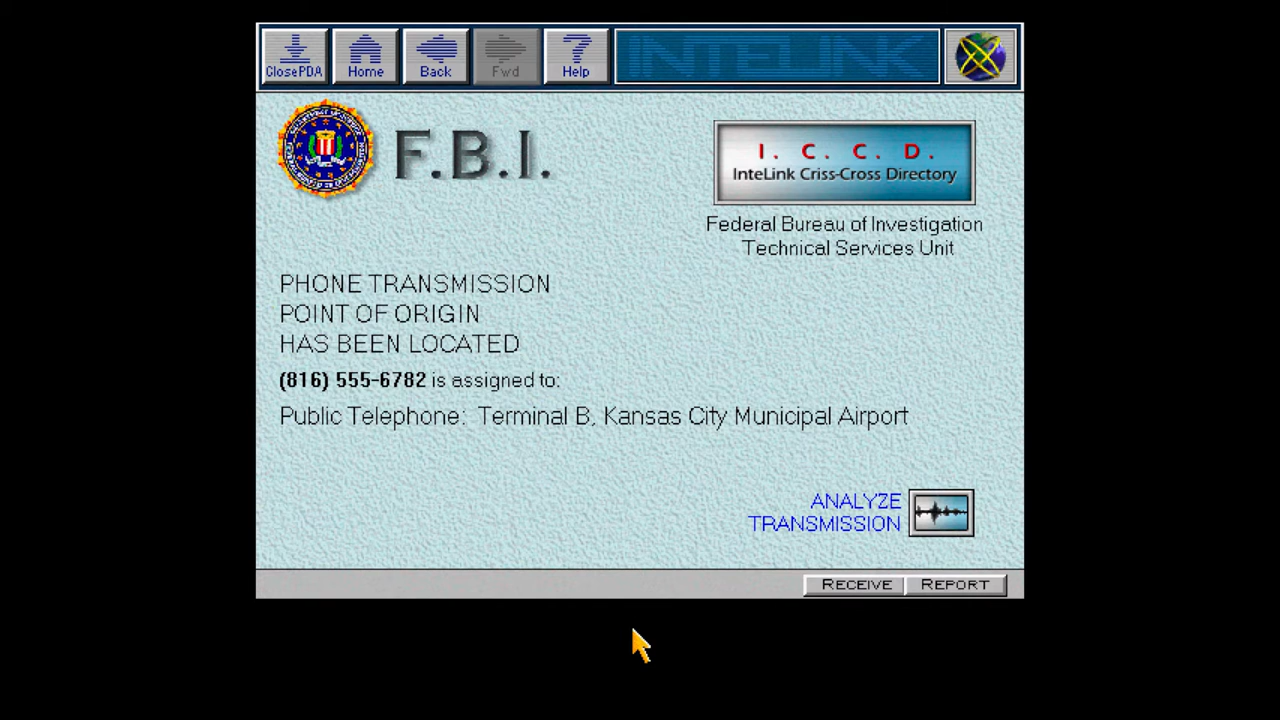 ClosePDA Home Back Fwd Help INTELINK
F.B.I.
I. C. C. D.
InteLink Criss-Cross Directory
Federal Bureau of Investigation
Technical Services Unit
PHONE TRANSMISSION
POINT OF ORIGIN
HAS BEEN LOCATED
(816) 555-6782 is assigned to:
Public Telephone: Terminal B, Kansas City Municipal Airport
ANALYZE
TRANSMISSION
RECEIVE REPORT